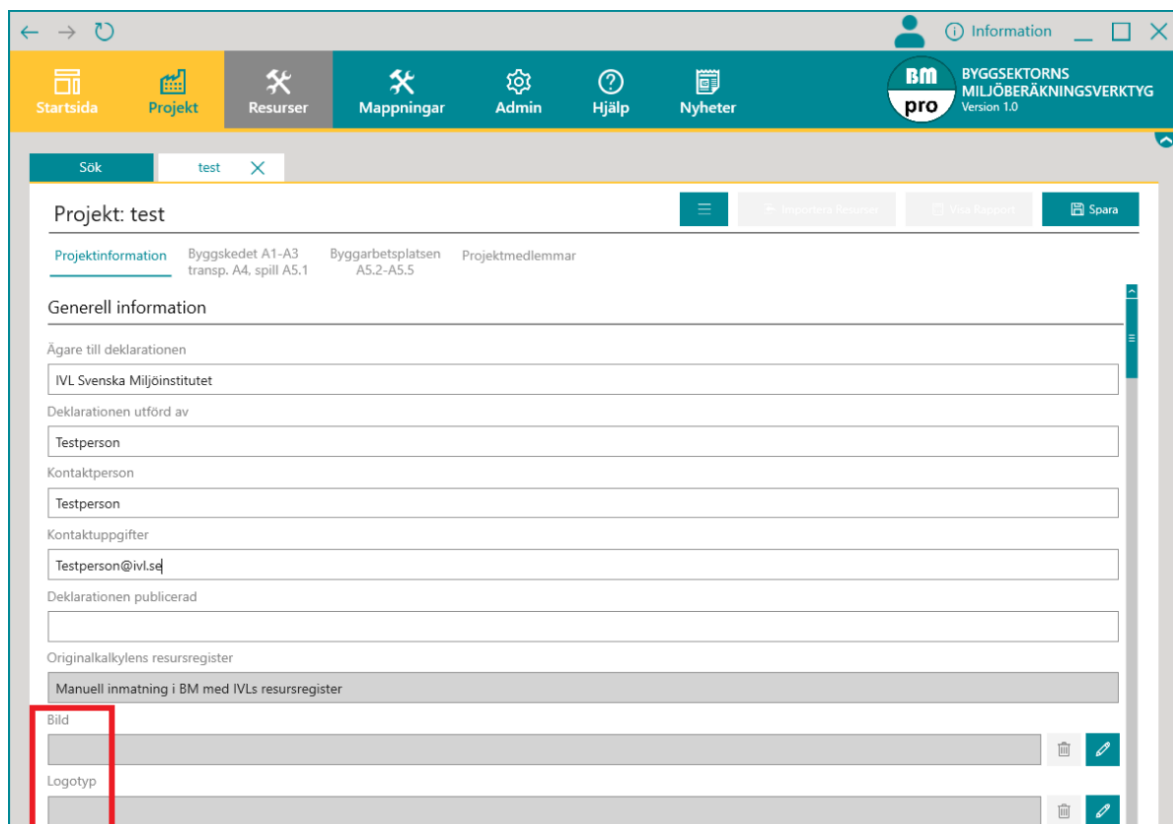 Information
Startsida
Projekt
Resurser
Mappningar
Admin
Hjälp
Nyheter
BM
pro
BYGGSEKTORNS
MILJÖBERÄKNINGSVERKTYG
Version 1.0
Sök
test
Projekt: test
Importera Resurser
Visa Rapport
Spara
Projektinformation
Byggskedet A1-A3
transp. A4, spill A5.1
Byggarbetsplatsen
A5.2-A5.5
Projektmedlemmar
Generell information
Ägare till deklarationen
IVL Svenska Miljöinstitutet
Deklarationen utförd av
Testperson
Kontaktperson
Testperson
Kontaktuppgifter
Testperson@ivl.se
Deklarationen publicerad
Originalkalkylens resursregister
Manuell inmatning i BM med IVLs resursregister
Bild
Logotyp